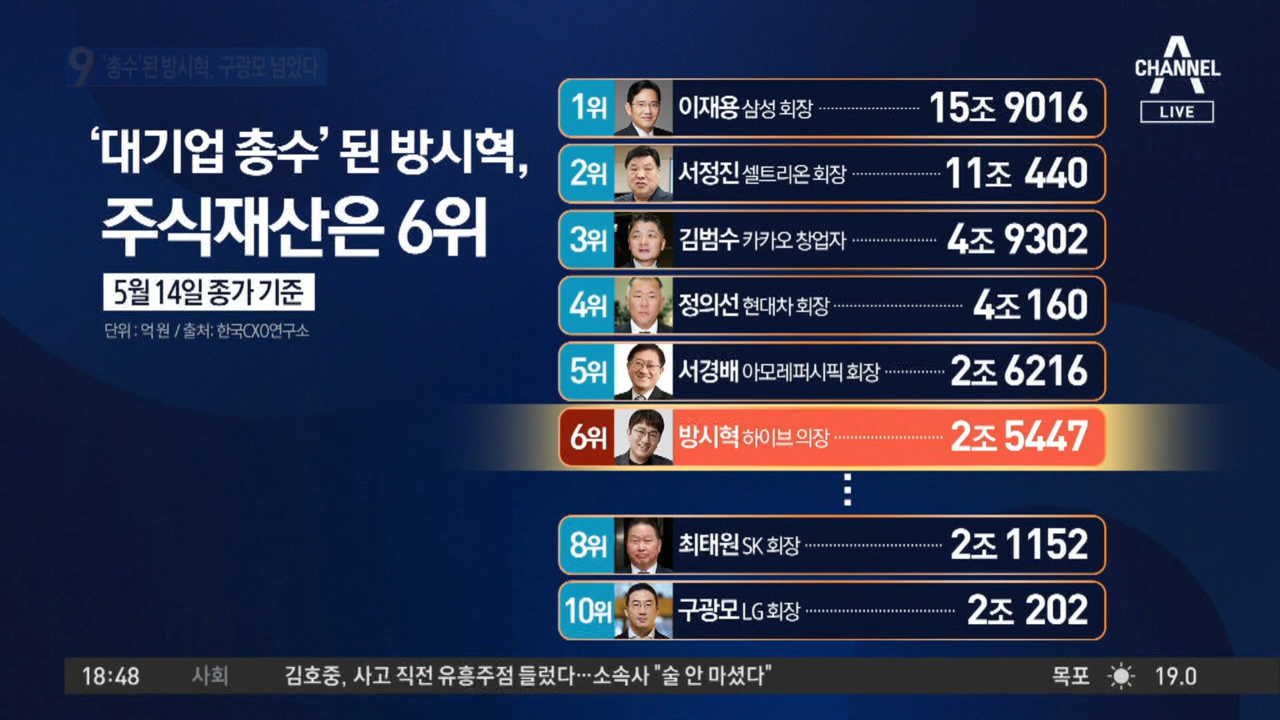 9 '총수'된 방시혁, 구광모 넘었다
CHANNEL A
LIVE
'대기업 총수' 된 방시혁,
주식재산은 6위
5월 14일 종가 기준
단위 : 억 원 / 출처 : 한국CXO연구소
1위 이재용 삼성 회장 15조 9016
2위 서정진 셀트리온 회장 11조 440
3위 김범수 카카오 창업자 4조 9302
4위 정의선 현대차 회장 4조 160
5위 서경배 아모레퍼시픽 회장 2조 6216
6위 방시혁 하이브 의장 2조 5447
8위 최태원 SK 회장 2조 1152
10위 구광모 LG 회장 2조 202
18:48 사회 김호중, 사고 직전 유흥주점 들렀다…소속사 "술 안 마셨다" 목포 19.0